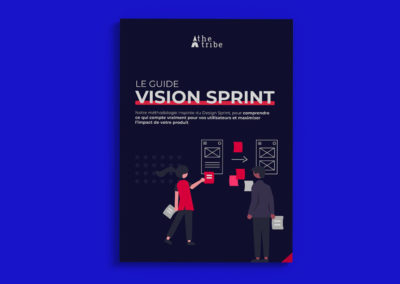 the
tribe
LE GUIDE
VISION SPRINT
Notre méthodologie inspirée du Design Sprint, pour comprendre
ce qui compte vraiment pour vos utilisateurs et maximiser
l'impact de votre produit